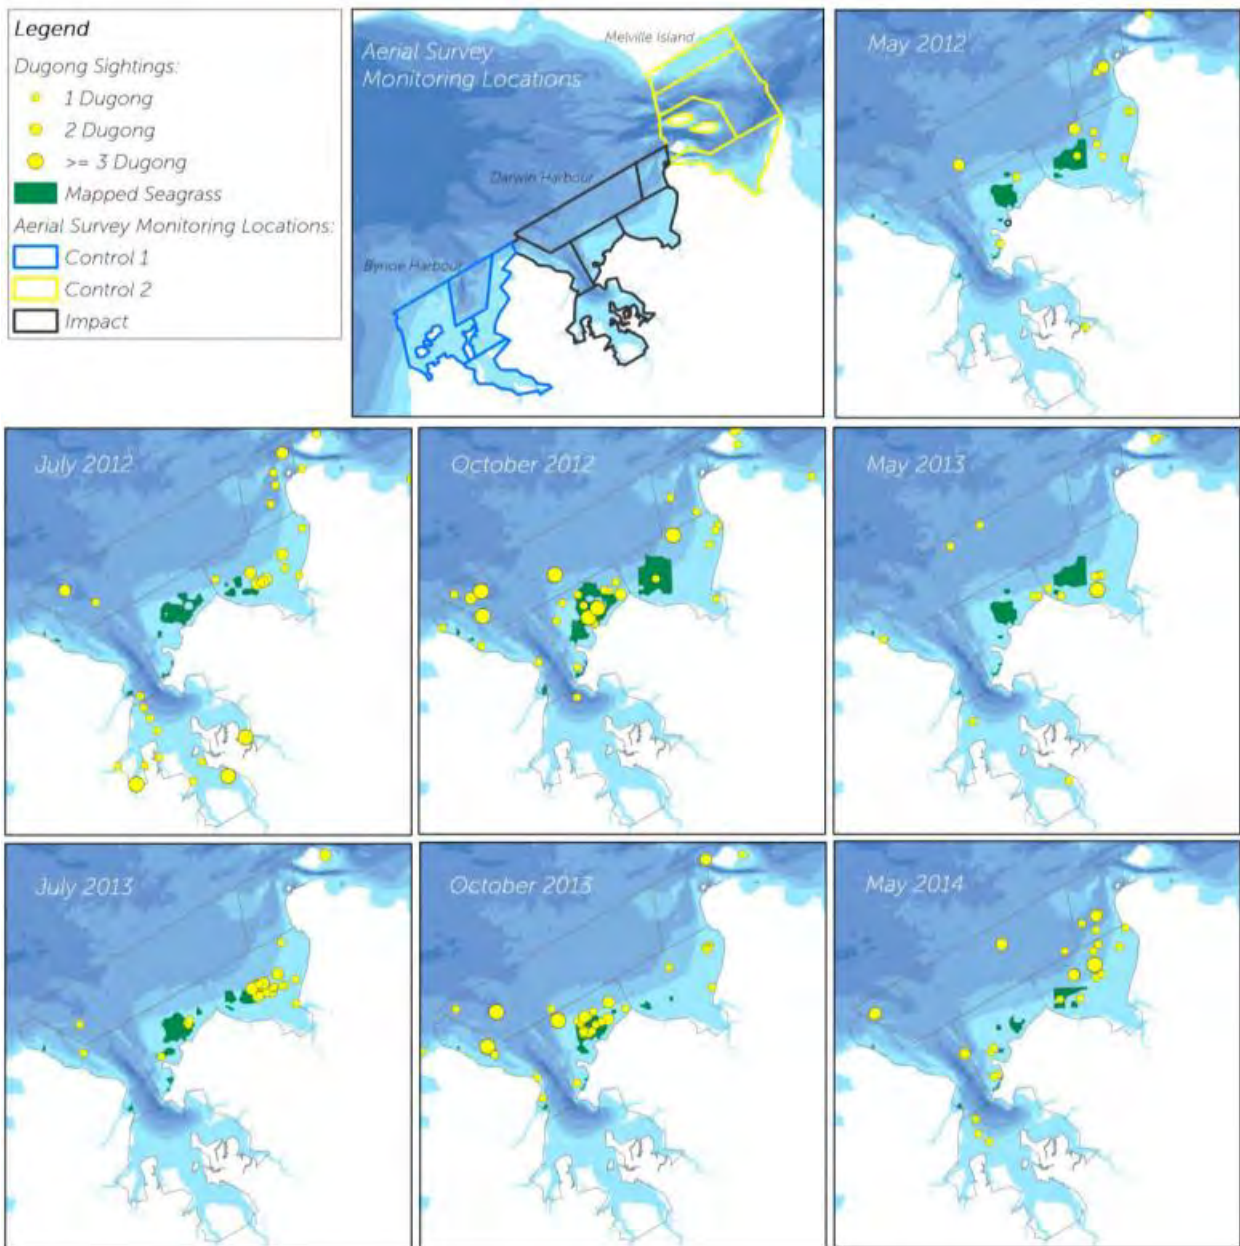 Legend
Dugong Sightings:
1 Dugong
2 Dugong
>= 3 Dugong
Mapped Seagrass
Aerial Survey Monitoring Locations:
Control 1
Control 2
Impact
Aerial Survey
Monitoring Locations
Melville Island
Darwin Harbour
Bynoe Harbour
May 2012
July 2012
October 2012
May 2013
July 2013
October 2013
May 2014